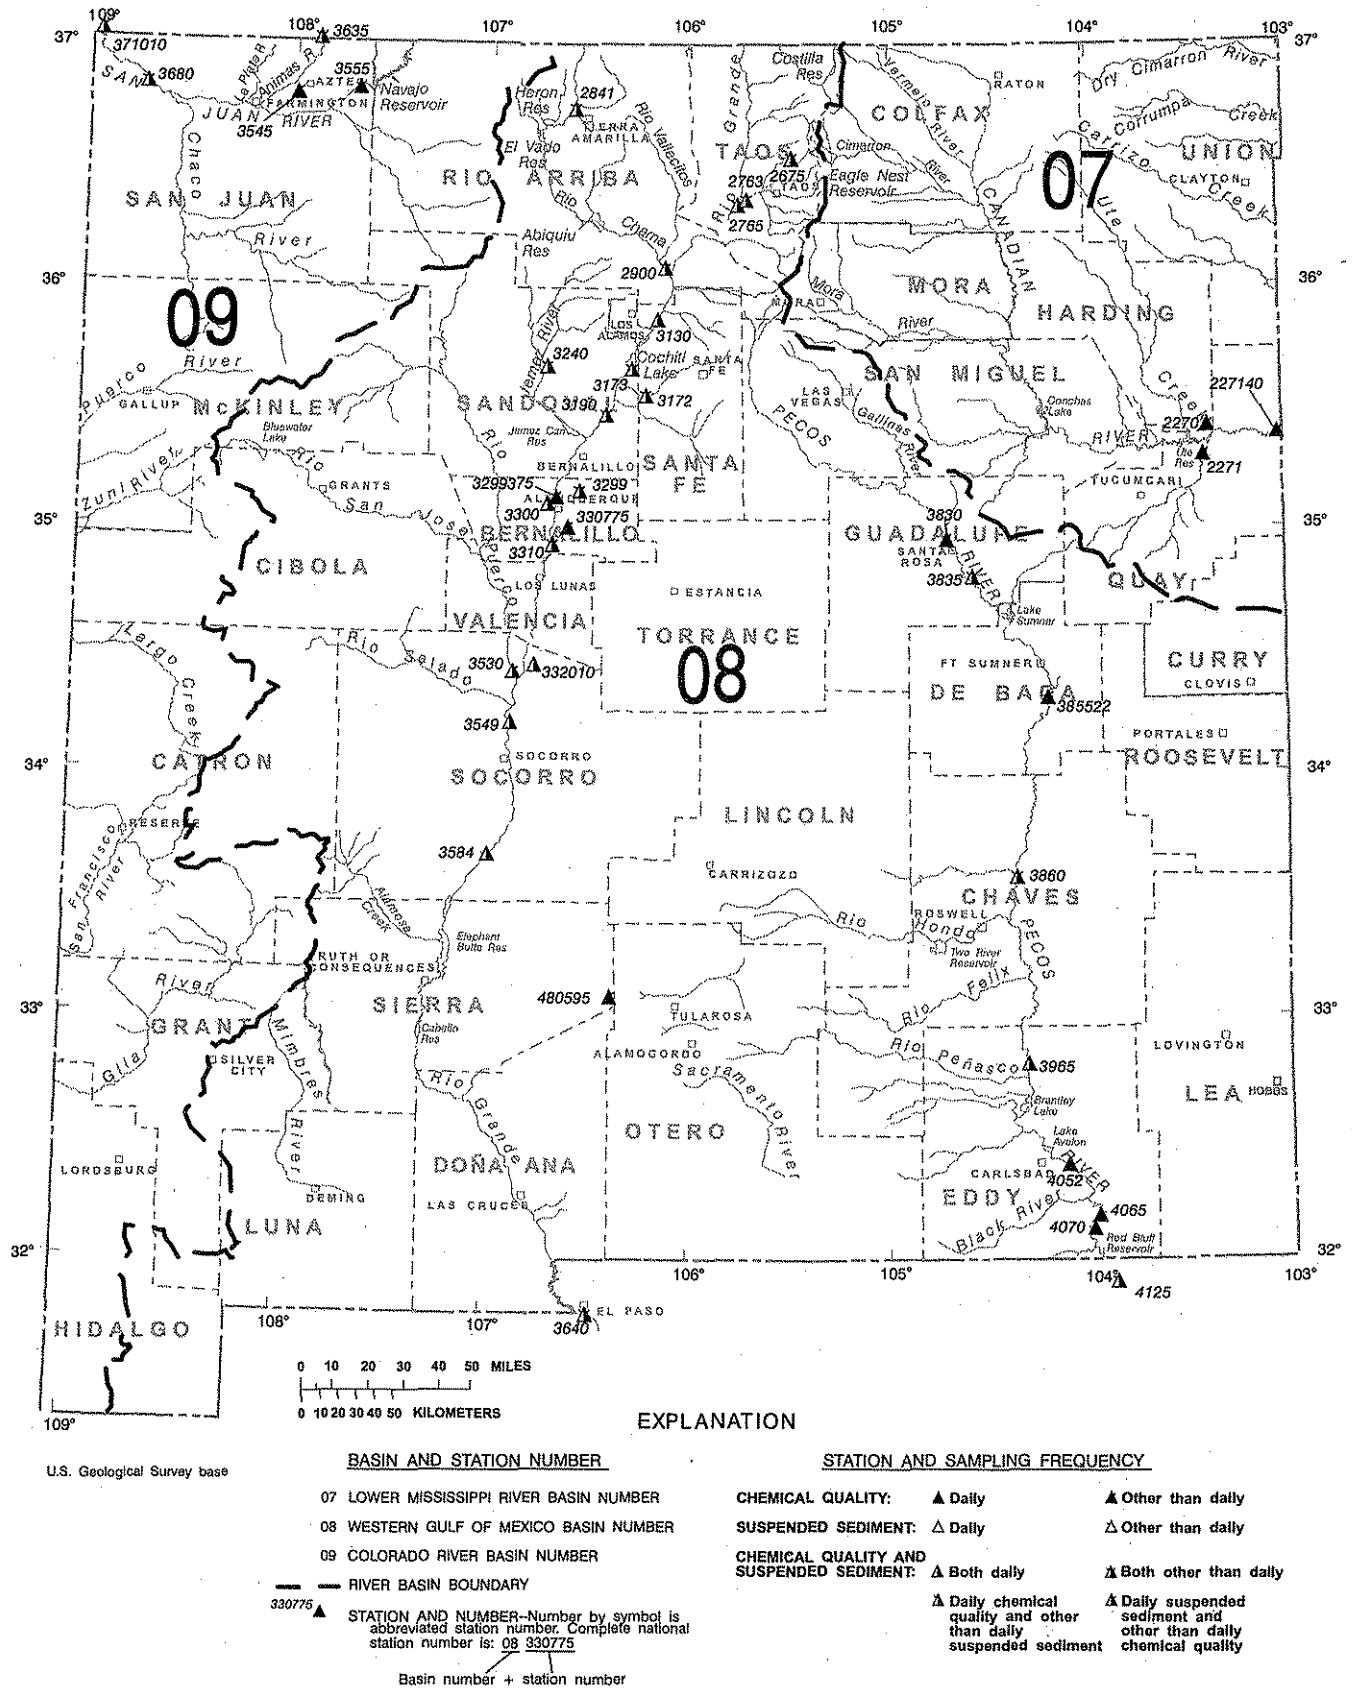 109°
108°
107°
106°
105°
104°
103°
37°
37°
371010
3635
3680
SAN
La Plata R
Animas R
AZTEC
3555
Navajo
Reservoir
FARMINGTON
JUAN
RIVER
3545
Chaco
SAN JUAN
River
Heron
Res
2841
TIERRA
AMARILLA
El Vado
Res
RIO ARRIBA
Rio Vallecitos
Rio
Chama
Abiquiu
Res
2900
Grande
Costilla
Res
Vermejo
River
COLFAX
RATON
TAOS
2763
2675
TAOS
RIO
2765
Cimarron
River
Eagle Nest
Reservoir
CANADIAN
07
Dry Cimarron River
Corrumpa
Creek
Carrizo
Creek
UNION
CLAYTON
Ute
Creek
36°
36°
09
MORA
MORA
Mora
River
HARDING
LOS
ALAMOS
3130
Jemez River
3240
Cochiti
Lake
SANTA
FE
3173
3172
3190
SANDOVAL
Jemez Can
Res
Puerco
River
GALLUP
McKINLEY
Bluewater
Lake
Zuni River
Rio
GRANTS
San
Jose
Rio
Puerco
LAS
VEGAS
Gallinas
River
PECOS
SAN MIGUEL
Conchas
Lake
RIVER
227140
2270
Ute
Res
2271
TUCUMCARI
BERNALILLO
SANTA
FE
3299375
3299
ALBUQUERQUE
3300
330775
BERNALILLO
3310
35°
35°
3830
GUADALUPE
SANTA
ROSA
3835
RIVER
QUAY
CIBOLA
LOS LUNAS
VALENCIA
ESTANCIA
TORRANCE
08
Lake
Sumner
FT SUMNER
DE BACA
385522
CURRY
CLOVIS
Largo
Creek
Rio
Salado
3530
332010
3549
SOCORRO
SOCORRO
PORTALES
ROOSEVELT
34°
34°
CATRON
RESERVE
San Francisco
River
3584
LINCOLN
CARRIZOZO
3860
CHAVES
ROSWELL
Rio
Hondo
Two River
Reservoir
PECOS
Alamosa
Creek
Elephant
Butte Res
TRUTH OR
CONSEQUENCES
SIERRA
480595
TULAROSA
Rio Felix
33°
33°
River
GRANT
Gila
SILVER
CITY
Mimbres
River
Caballo
Res
Rio
Grande
ALAMOGORDO
Sacramento
River
OTERO
Rio
Peñasco
3965
Brantley
Lake
LOVINGTON
LEA
HOBBS
Lake
Avalon
CARLSBAD
4052
RIVER
EDDY
Black River
4065
4070
Red Bluff
Reservoir
LORDSBURG
DEMING
LUNA
DOÑA ANA
LAS CRUCES
32°
32°
106°
105°
104°
103°
4125
HIDALGO
108°
107°
3640
EL PASO
109°
0 10 20 30 40 50 MILES
0 10 20 30 40 50 KILOMETERS
EXPLANATION
U.S. Geological Survey base
BASIN AND STATION NUMBER
07 LOWER MISSISSIPPI RIVER BASIN NUMBER
08 WESTERN GULF OF MEXICO BASIN NUMBER
09 COLORADO RIVER BASIN NUMBER
RIVER BASIN BOUNDARY
330775
STATION AND NUMBER--Number by symbol is
abbreviated station number. Complete national
station number is: 08 330775
Basin number + station number
STATION AND SAMPLING FREQUENCY
CHEMICAL QUALITY: Daily Other than daily
SUSPENDED SEDIMENT: Daily Other than daily
CHEMICAL QUALITY AND
SUSPENDED SEDIMENT: Both daily Both other than daily
Daily chemical
quality and other
than daily
suspended sediment
Daily suspended
sediment and
other than daily
chemical quality